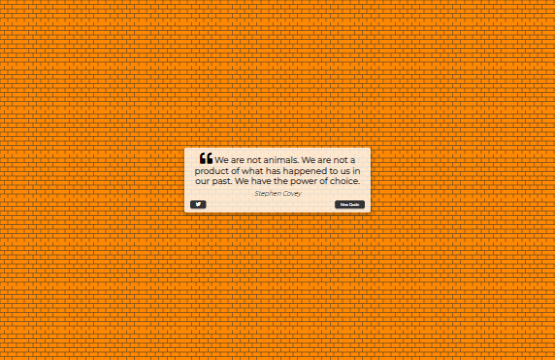 ❝ We are not animals. We are not a
product of what has happened to us in
our past. We have the power of choice.
Stephen Covey
New Quote